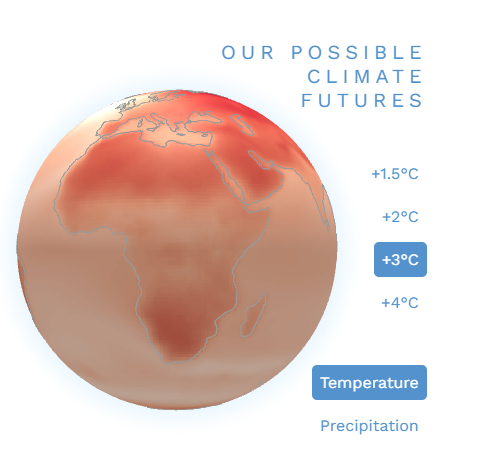 OUR POSSIBLE
CLIMATE
FUTURES
+1.5°C
+2°C
+3°C
+4°C
Temperature
Precipitation